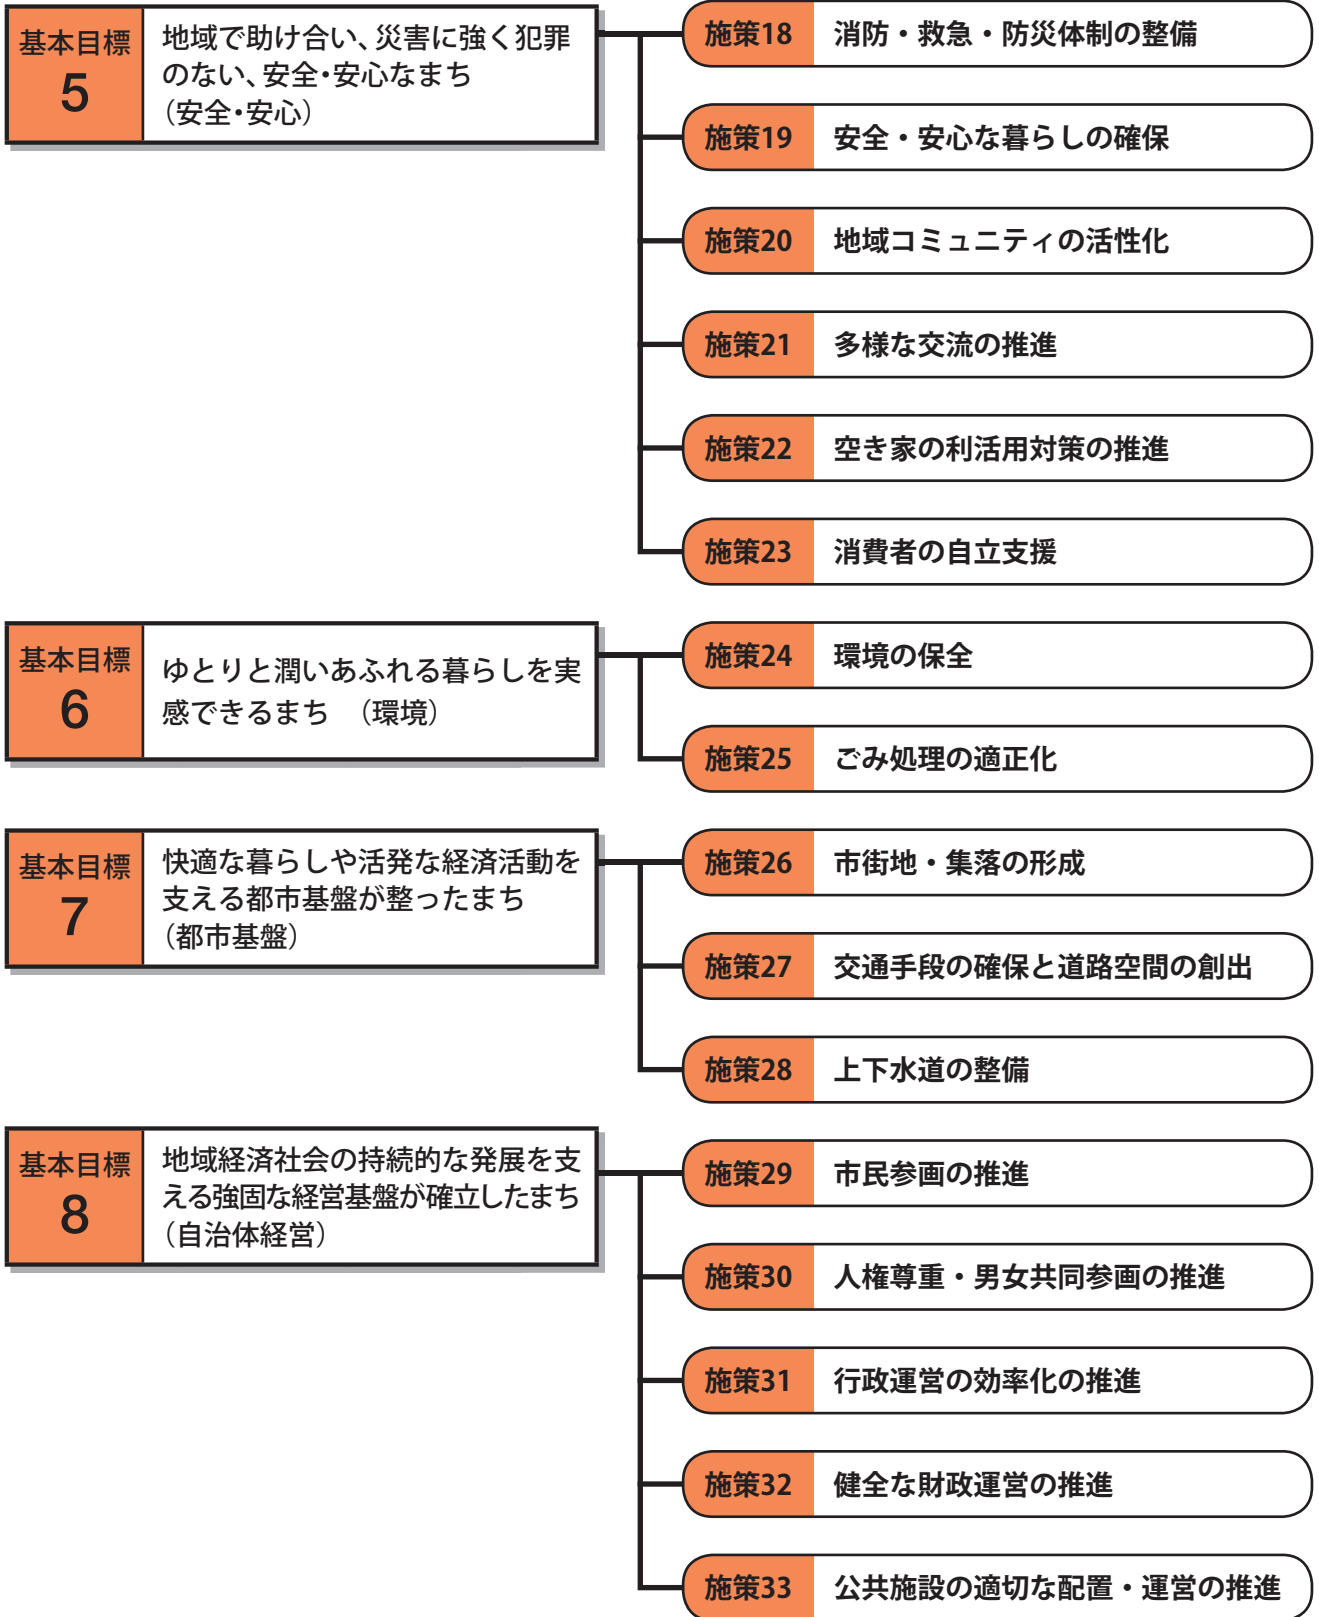 基本目標
5
地域で助け合い、災害に強く犯罪
のない、安全・安心なまち
（安全・安心）
施策18 消防・救急・防災体制の整備
施策19 安全・安心な暮らしの確保
施策20 地域コミュニティの活性化
施策21 多様な交流の推進
施策22 空き家の利活用対策の推進
施策23 消費者の自立支援
基本目標
6
ゆとりと潤いあふれる暮らしを実
感できるまち　（環境）
施策24 環境の保全
施策25 ごみ処理の適正化
基本目標
7
快適な暮らしや活発な経済活動を
支える都市基盤が整ったまち
（都市基盤）
施策26 市街地・集落の形成
施策27 交通手段の確保と道路空間の創出
施策28 上下水道の整備
基本目標
8
地域経済社会の持続的な発展を支
える強固な経営基盤が確立したまち
（自治体経営）
施策29 市民参画の推進
施策30 人権尊重・男女共同参画の推進
施策31 行政運営の効率化の推進
施策32 健全な財政運営の推進
施策33 公共施設の適切な配置・運営の推進